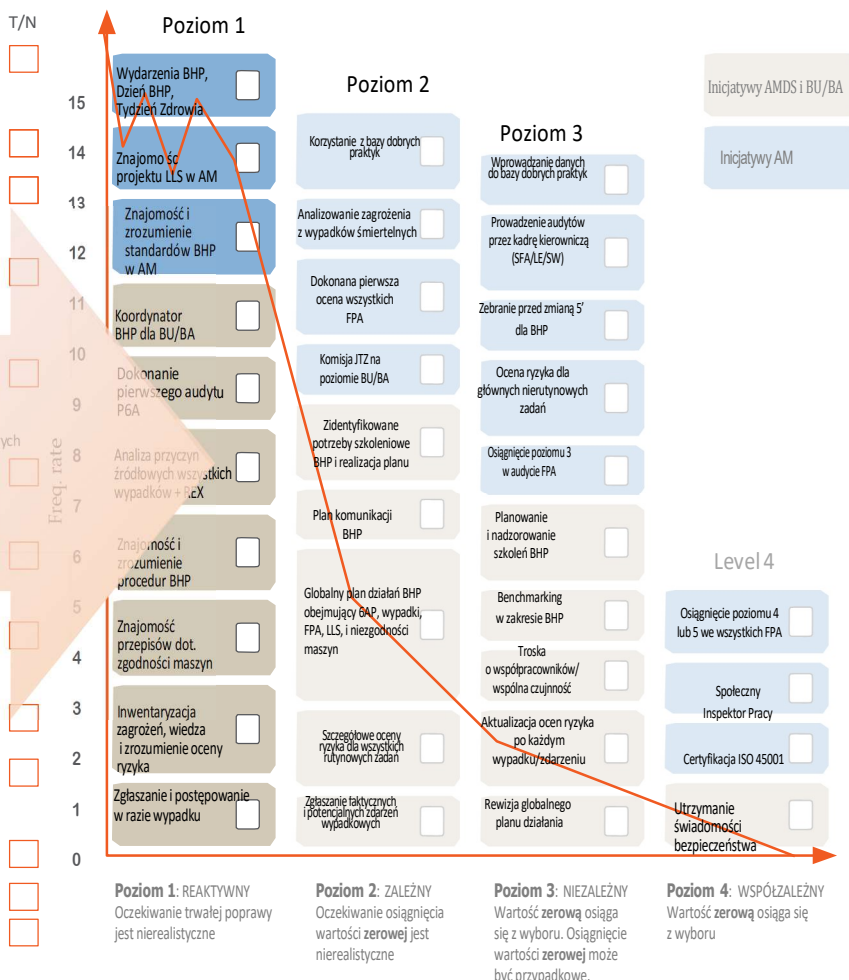 T/N
Poziom 1
Wydarzenia BHP,
Dzień BHP,
Tydzień Zdrowia
Znajomo śc
projektu LLS w AM
Znajomość i
zrozumienie
standardów BHP
w AM
Koordynator
BHP dla BU/BA
Dokonanie
pierwszego audytu
P6A
Analiza przyczyn
źródłowych wszystkich
wypadków + REX
Znajomość i
zrozumienie
procedur BHP
Znajomość
przepisów dot.
zgodności maszyn
Inwentaryzacja
zagrożeń, wiedza
i zrozumienie oceny
ryzyka
Zgłaszanie i postępowanie
w razie wypadku
Poziom 2
Korzystanie z bazy dobrych
praktyk
Analizowanie zagrożenia
z wypadków śmiertelnych
Dokonana pierwsza
ocena wszystkich
FPA
Komisja JTZ na
poziomie BU/BA
Zidentyfikowane
potrzeby szkoleniowe
BHP i realizacja planu
Plan komunikacji
BHP
Globalny plan działań BHP
obejmujący 6AP, wypadki,
FPA, LLS, i niezgodności
maszyn
Szczegółowe oceny
ryzyka dla wszystkich
rutynowych zadań
Zgłaszanie faktycznych
i potencjalnych zdarzeń
wypadkowych
Poziom 3
Wprowadzanie danych
do bazy dobrych praktyk
Prowadzenie audytów
przez kadrę kierowniczą
(SFA/LE/SW)
Zebranie przed zmianą 5’
dla BHP
Ocena ryzyka dla
głównych nierutynowych
zadań
Osiągnięcie poziomu 3
w audycie FPA
Planowanie
i nadzorowanie
szkoleń BHP
Benchmarking
w zakresie BHP
Troska
o współpracowników/
wspólna czujność
Aktualizacja ocen ryzyka
po każdym
wypadku/zdarzeniu
Rewizja globalnego
planu działania
Inicjatywy AMDS i BU/BA
Inicjatywy AM
Level 4
Osiągnięcie poziomu 4
lub 5 we wszystkich FPA
Społeczny
Inspektor Pracy
Certyfikacja ISO 45001
Utrzymanie
świadomości
bezpieczeństwa
15
14
13
12
11
10
9
8
7
6
5
4
3
2
1
0
ych
Freq. rate
Poziom 1: REAKTYWNY
Oczekiwanie trwałej poprawy
jest nierealistyczne
Poziom 2: ZALEŻNY
Oczekiwanie osiągnięcia
wartości zerowej jest
nierealistyczne
Poziom 3: NIEZALEŻNY
Wartość zerową osiąga
się z wyboru. Osiągnięcie
wartości zerowej może
być przypadkowe.
Poziom 4: WSPÓŁZALEŻNY
Wartość zerową osiąga się
z wyboru